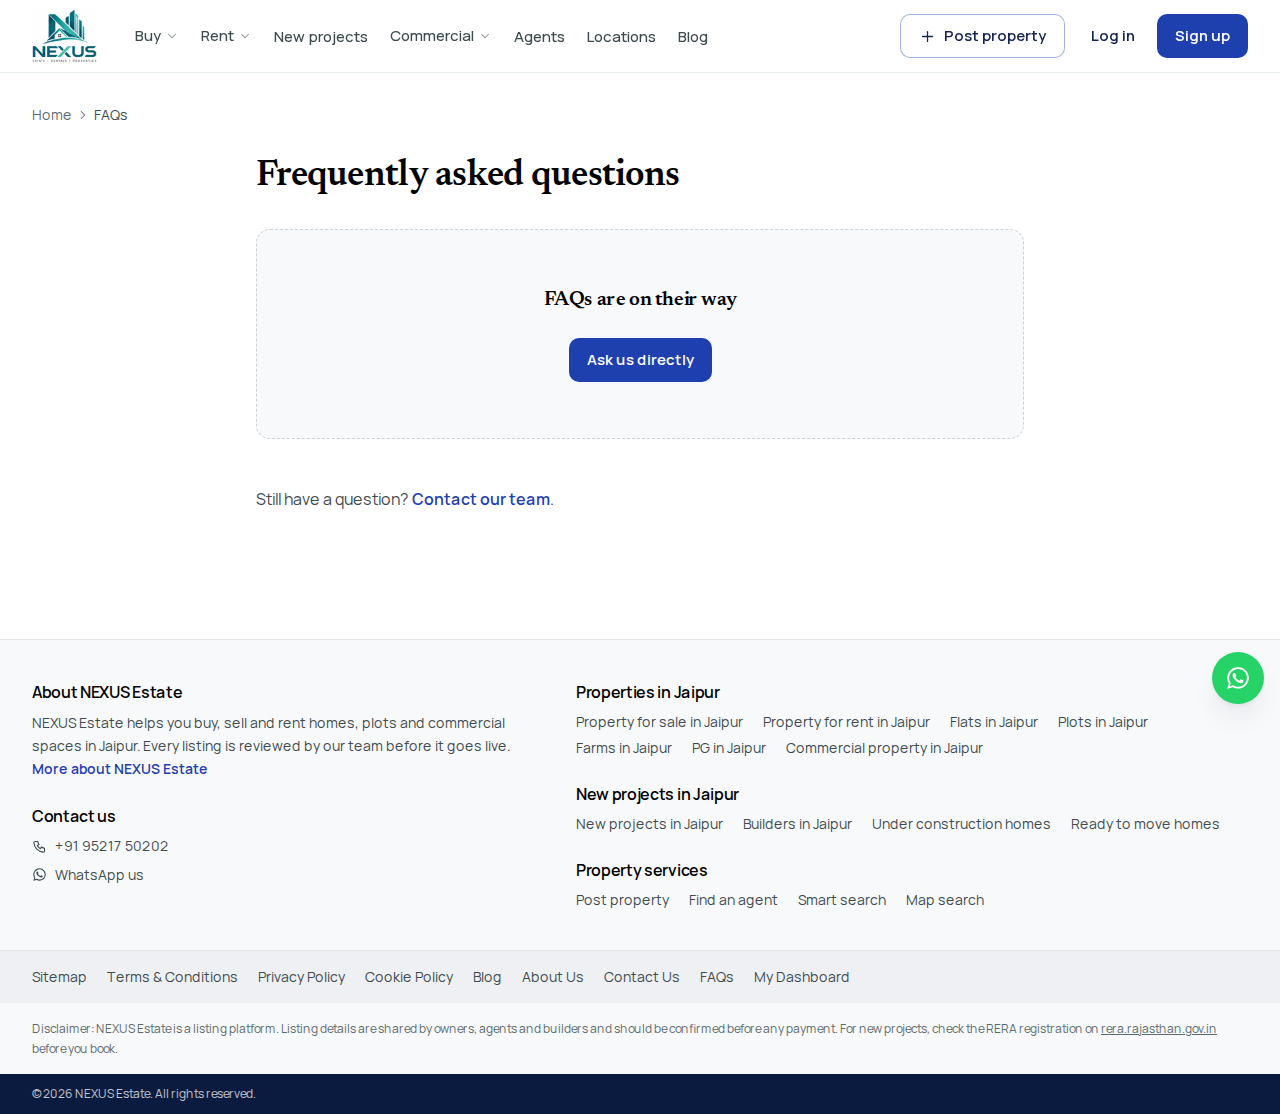 NEXUS
Buy Rent New projects Commercial Agents Locations Blog Post property Log in Sign up
Home FAQs
Frequently asked questions
FAQs are on their way
Ask us directly
Still have a question? Contact our team.
About NEXUS Estate
NEXUS Estate helps you buy, sell and rent homes, plots and commercial
spaces in Jaipur. Every listing is reviewed by our team before it goes live.
More about NEXUS Estate
Contact us
+91 95217 50202
WhatsApp us
Properties in Jaipur
Property for sale in Jaipur Property for rent in Jaipur Flats in Jaipur Plots in Jaipur
Farms in Jaipur PG in Jaipur Commercial property in Jaipur
New projects in Jaipur
New projects in Jaipur Builders in Jaipur Under construction homes Ready to move homes
Property services
Post property Find an agent Smart search Map search
Sitemap Terms & Conditions Privacy Policy Cookie Policy Blog About Us Contact Us FAQs My Dashboard
Disclaimer: NEXUS Estate is a listing platform. Listing details are shared by owners, agents and builders and should be confirmed before any payment. For new projects, check the RERA registration on rera.rajasthan.gov.in
before you book.
© 2026 NEXUS Estate. All rights reserved.